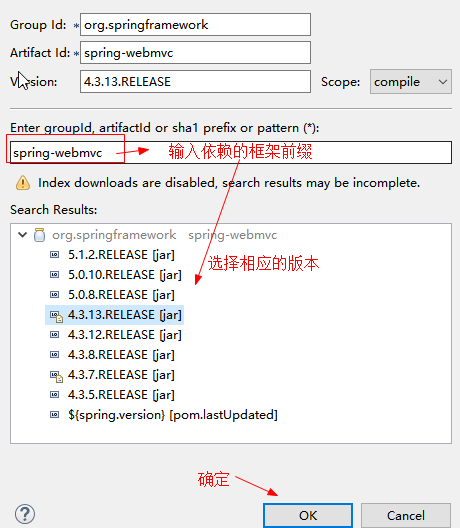 Group Id: * org.springframework
Artifact Id: * spring-webmvc
Version: 4.3.13.RELEASE Scope: compile
Enter groupId, artifactId or sha1 prefix or pattern (*):
spring-webmvc 输入依赖的框架前缀
Index downloads are disabled, search results may be incomplete.
Search Results:
org.springframework spring-webmvc
5.1.2.RELEASE [jar]
5.0.10.RELEASE [jar]
选择相应的版本
5.0.8.RELEASE [jar]
4.3.13.RELEASE [jar]
4.3.12.RELEASE [jar]
4.3.8.RELEASE [jar]
4.3.7.RELEASE [jar]
4.3.5.RELEASE [jar]
${spring.version} [pom.lastUpdated]
确定
? OK Cancel